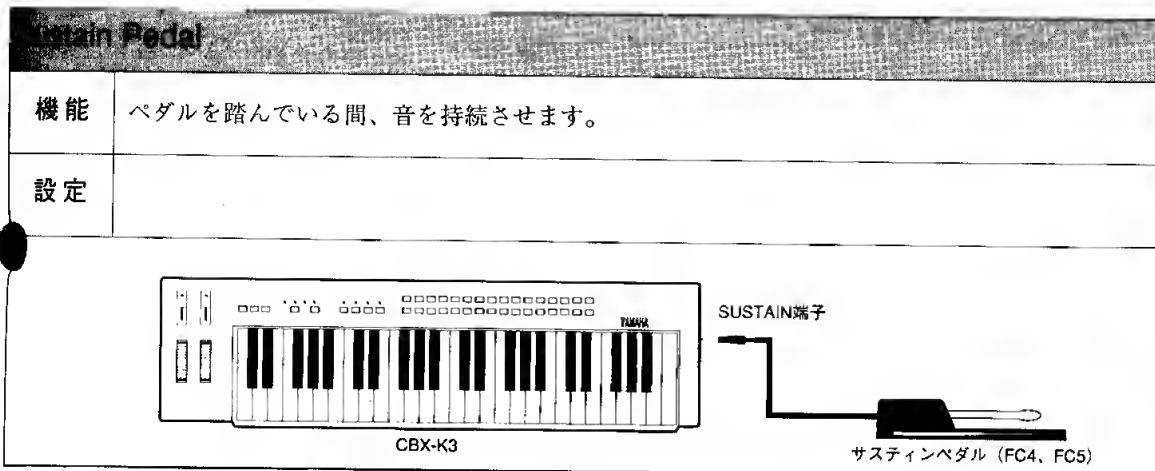 Sustain Pedal
機能
ペダルを踏んでいる間、音を持続させます。
設定
YAMAHA
SUSTAIN端子
CBX-K3
サスティンペダル（FC4、FC5）